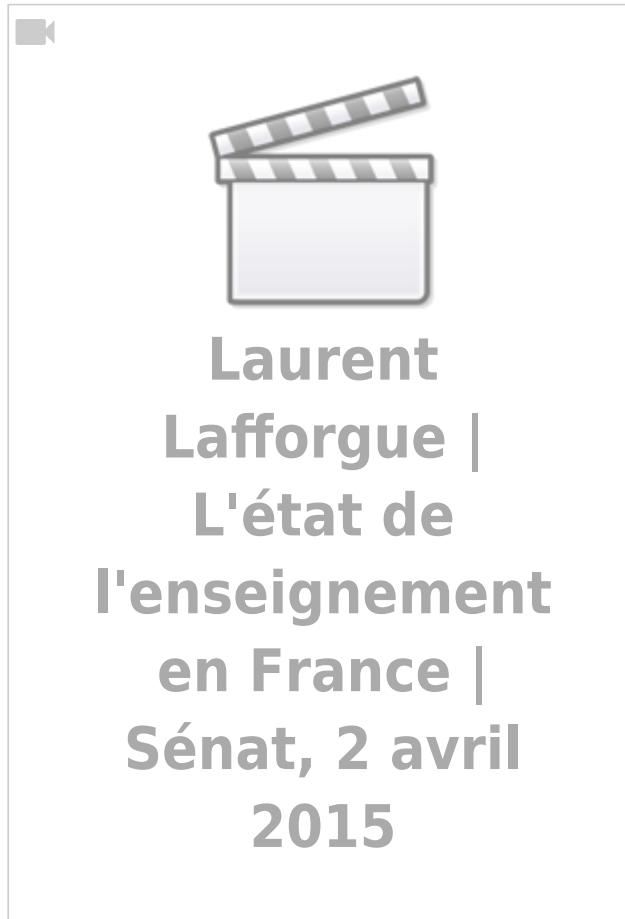 Laurent
Lafforgue |
L'état de
l'enseignement
en France |
Sénat, 2 avril
2015